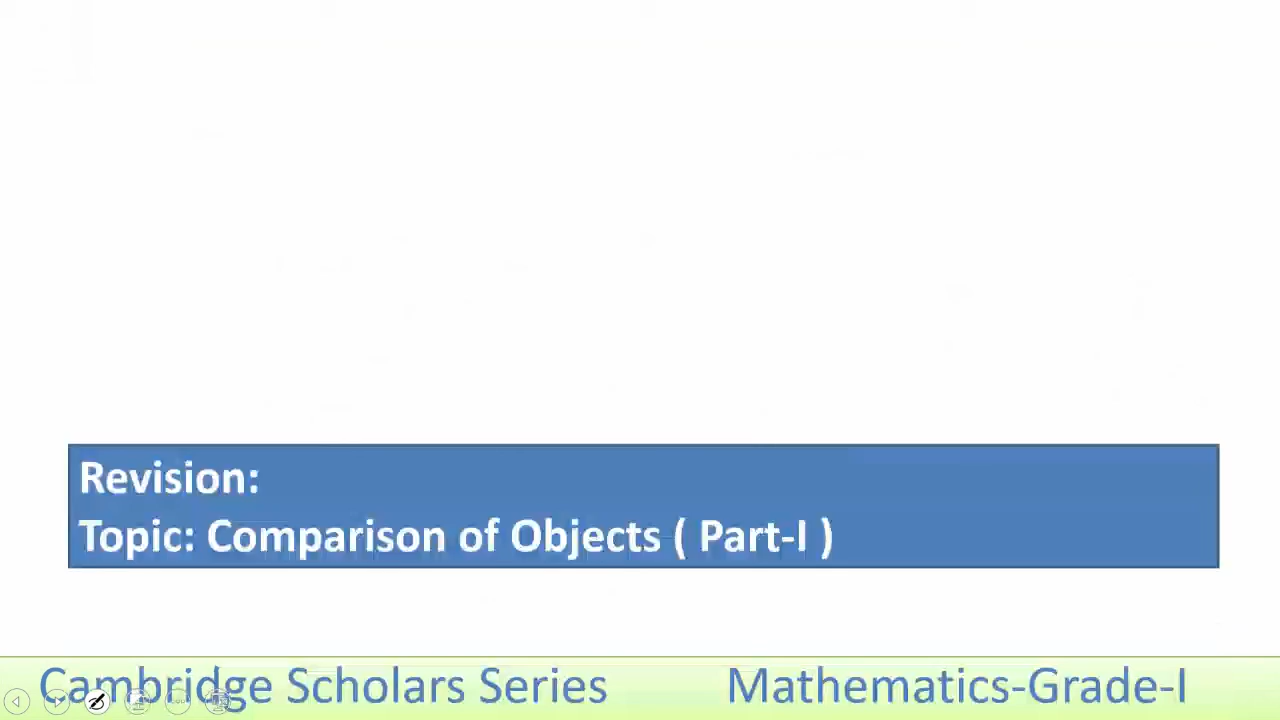 Revision:
Topic: Comparison of Objects ( Part-I )
Cambridge Scholars Series Mathematics-Grade-I